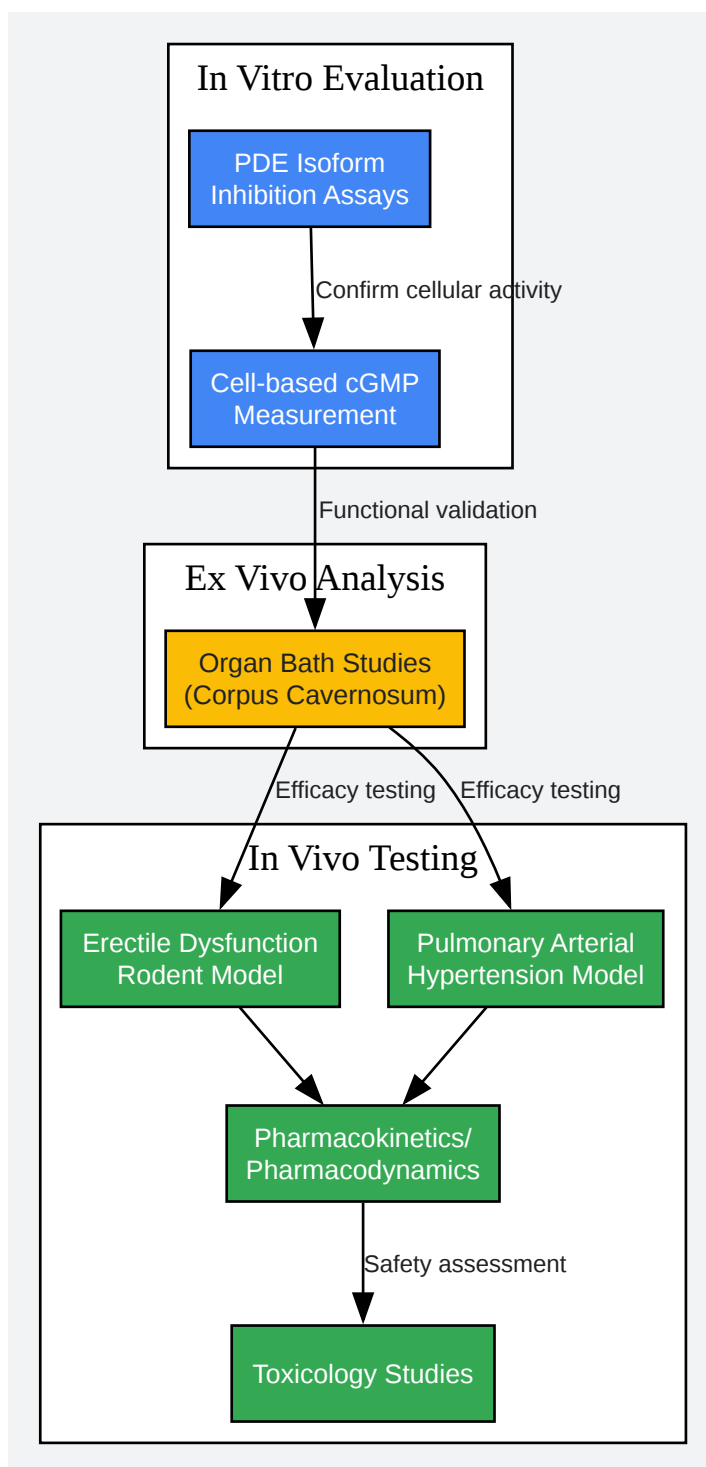 In Vitro Evaluation
PDE Isoform
Inhibition Assays
Confirm cellular activity
Cell-based cGMP
Measurement
Functional validation
Ex Vivo Analysis
Organ Bath Studies
(Corpus Cavernosum)
Efficacy testing
Efficacy testing
In Vivo Testing
Erectile Dysfunction
Rodent Model
Pulmonary Arterial
Hypertension Model
Pharmacokinetics/
Pharmacodynamics
Safety assessment
Toxicology Studies